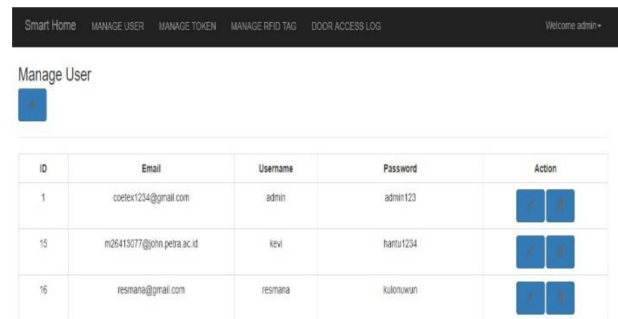 Smart Home MANAGE USER MANAGE TOKEN MANAGE RFID TAG DOOR ACCESS LOG Welcome admin
Manage User
ID Email Username Password Action
1 coetex1234@gmail.com admin admin123
15 m26413077@john.petra.ac.id kevi hantu1234
16 resmana@gmail.com resmana kulonuwun